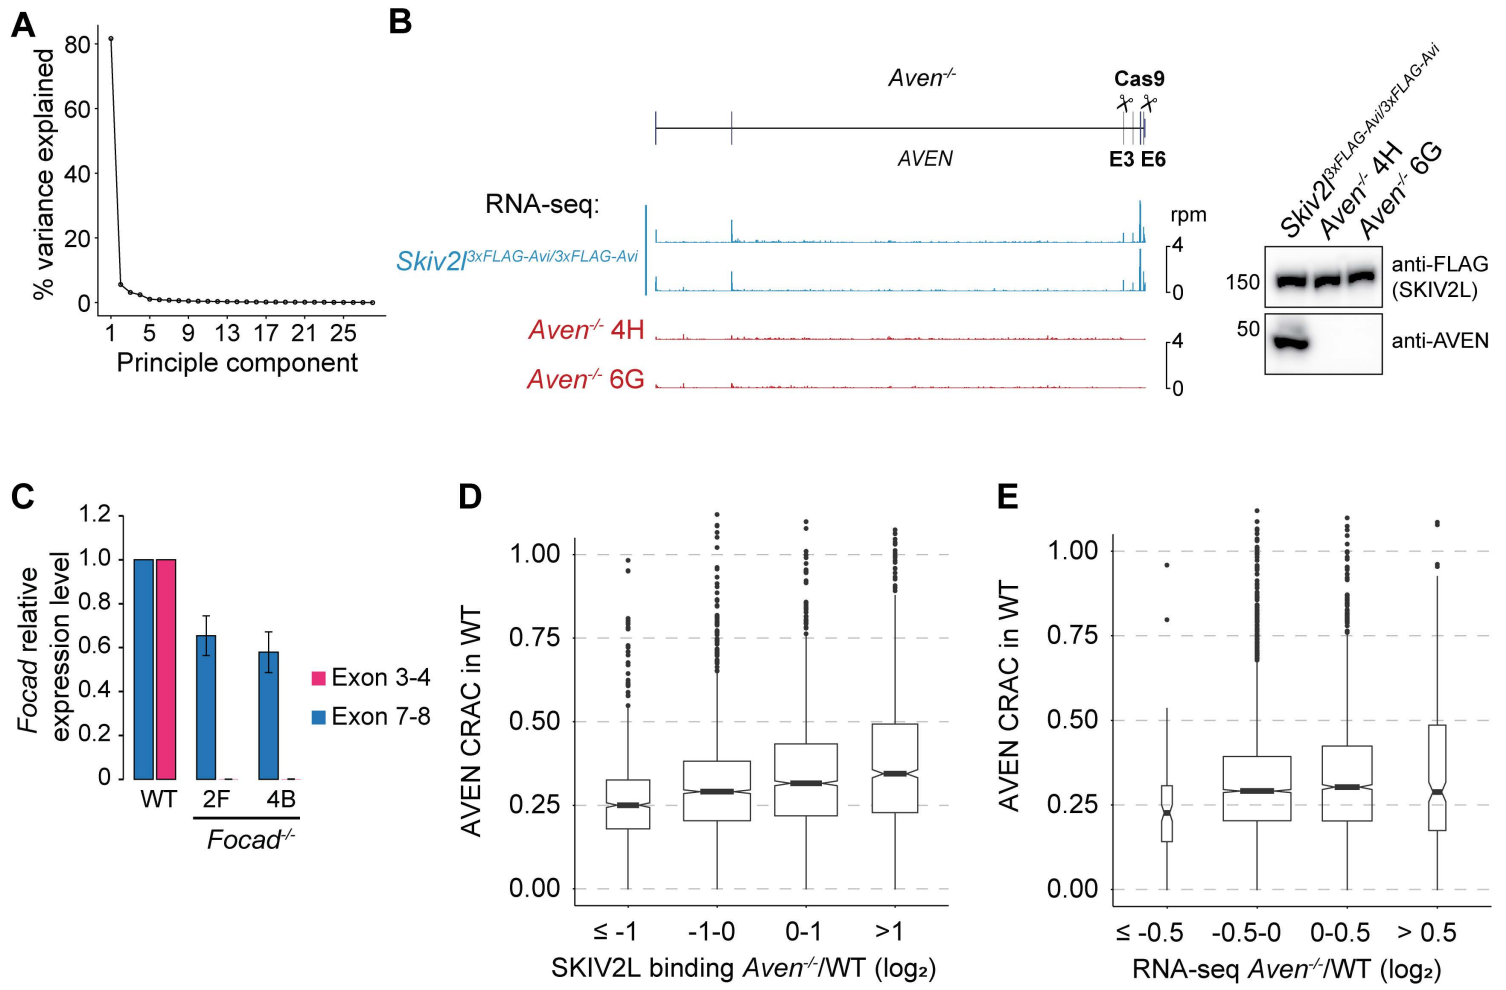 A
% variance explained
80
60
40
20
0
1 5 9 13 17 21 25
Principle component
B
Aven-/-
Cas9
AVEN
E3 E6
RNA-seq:
rpm
Skiv2l3xFLAG-Avi/3xFLAG-Avi
4
0
Aven-/- 4H
4
Aven-/- 6G
0
Skiv2l3xFLAG-Avi/3xFLAG-Avi
Aven-/- 4H
Aven-/- 6G
150
anti-FLAG
(SKIV2L)
50
anti-AVEN
C
Focad relative
expression level
1.2
1.0
0.8
0.6
0.4
0.2
0
WT 2F 4B
Focad-/-
Exon 3-4
Exon 7-8
D
AVEN CRAC in WT
1.00
0.75
0.50
0.25
0.00
≤ -1 -1-0 0-1 >1
SKIV2L binding Aven-/-/WT (log₂)
E
AVEN CRAC in WT
1.00
0.75
0.50
0.25
0.00
≤ -0.5 -0.5-0 0-0.5 > 0.5
RNA-seq Aven-/-/WT (log₂)